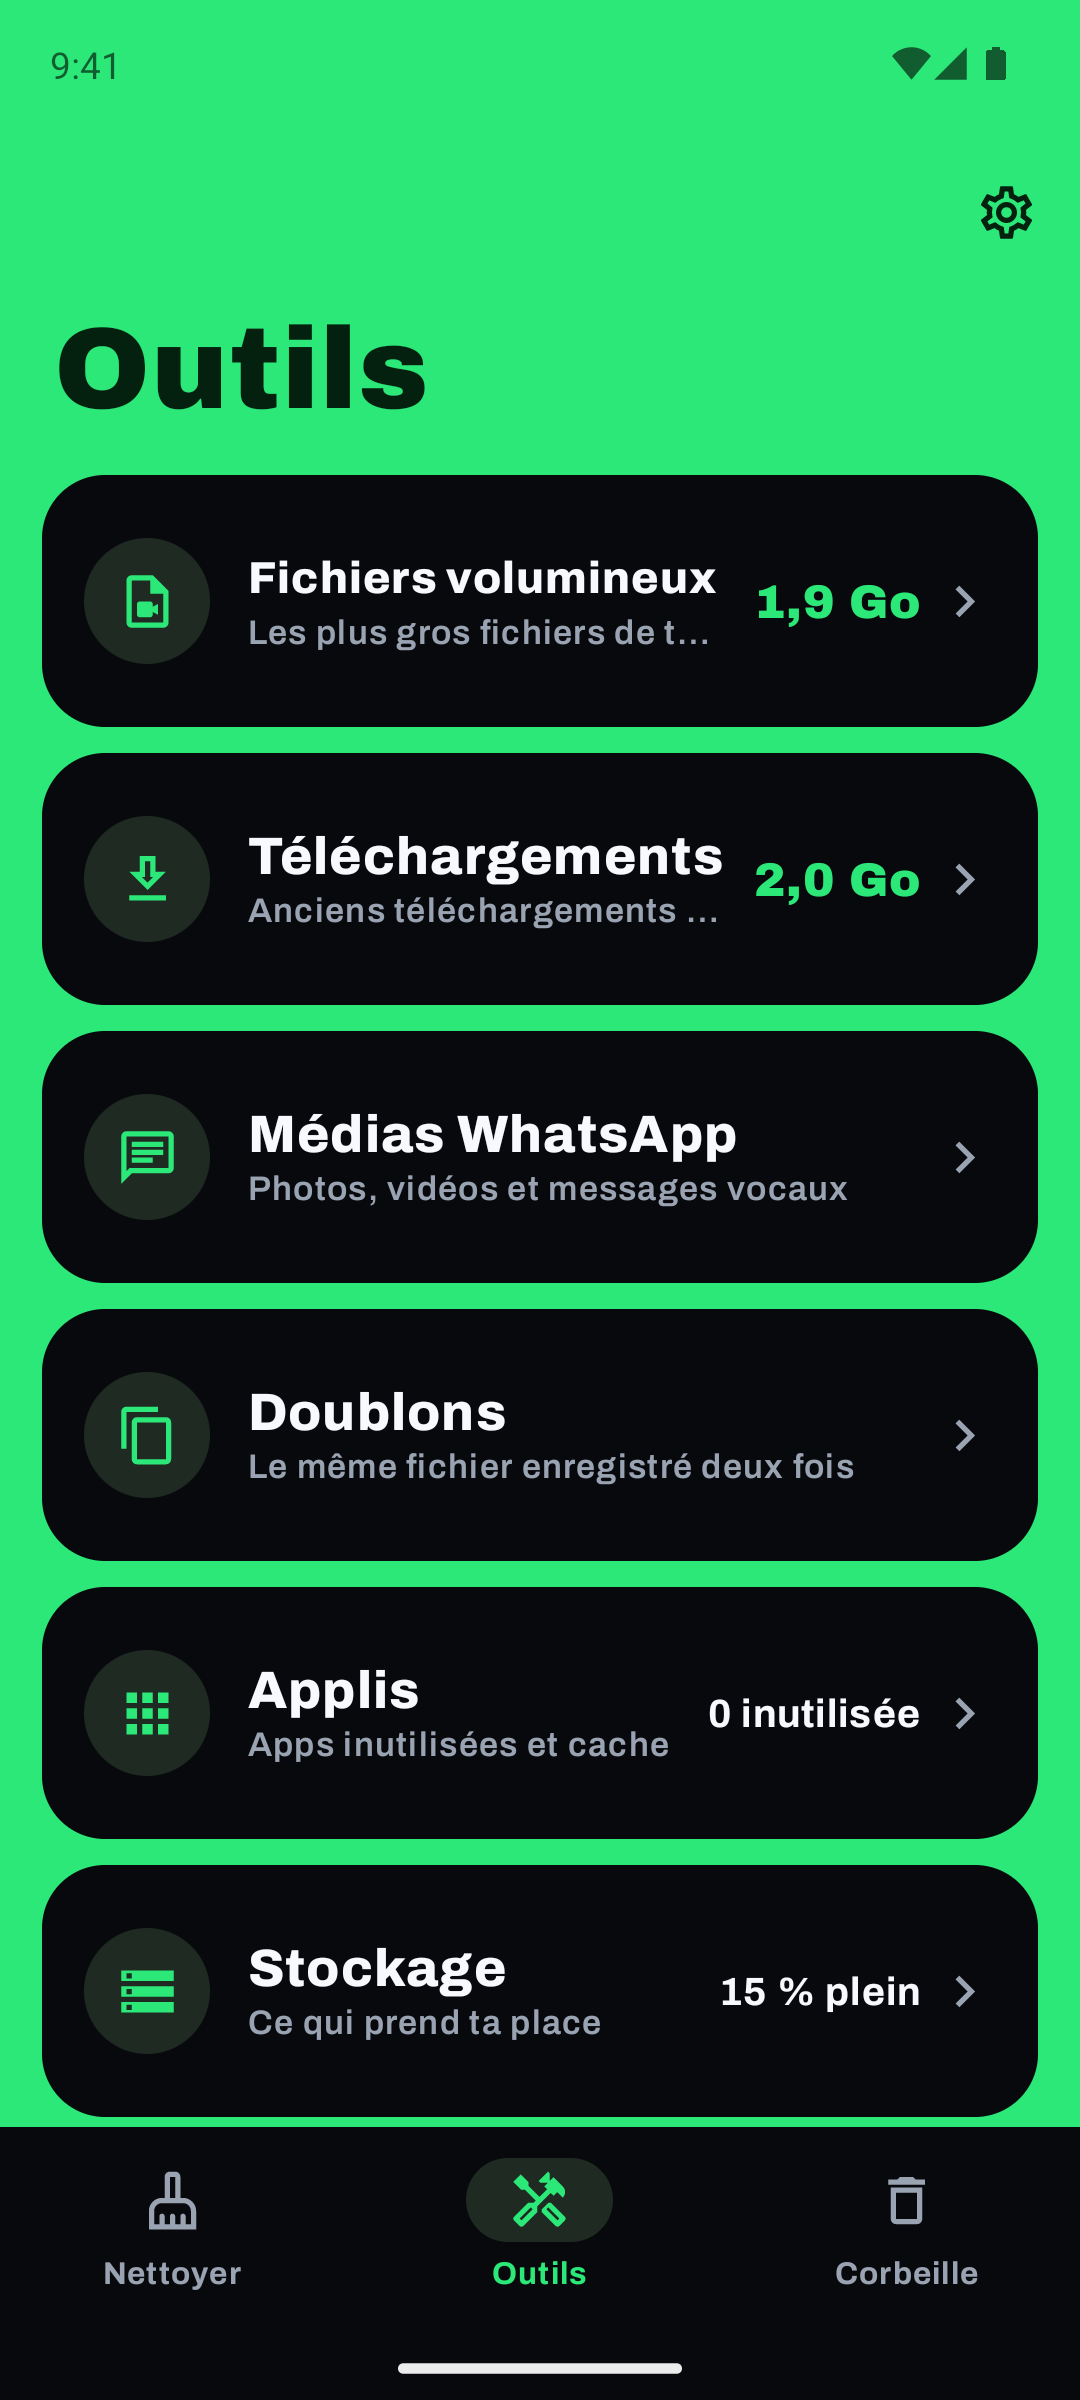 9:41
Outils
Fichiers volumineux
Les plus gros fichiers de t...
1,9 Go
Téléchargements
Anciens téléchargements ...
2,0 Go
Médias WhatsApp
Photos, vidéos et messages vocaux
Doublons
Le même fichier enregistré deux fois
Applis
Apps inutilisées et cache
0 inutilisée
Stockage
Ce qui prend ta place
15 % plein
Nettoyer
Outils
Corbeille